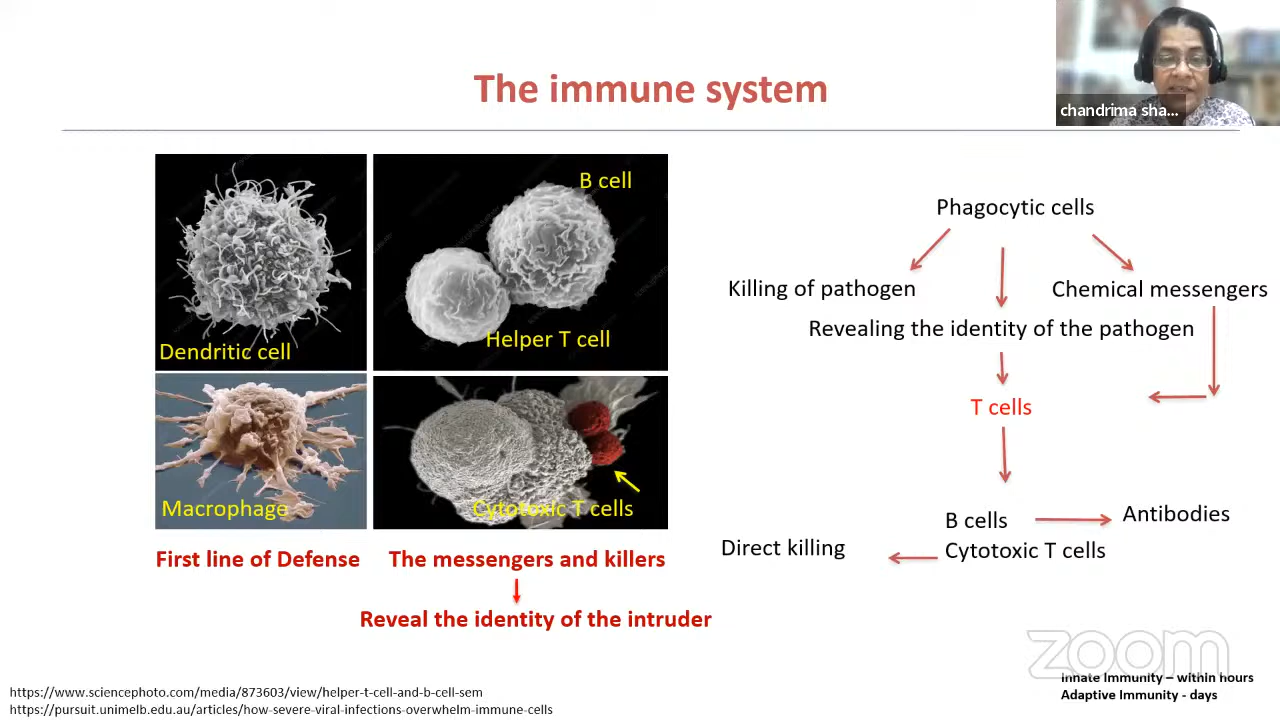 The immune system
chandrima sha...
B cell
Helper T cell
Dendritic cell
Macrophage
Cytotoxic T cells
First line of Defense
The messengers and killers
Reveal the identity of the intruder
Phagocytic cells
Killing of pathogen
Chemical messengers
Revealing the identity of the pathogen
T cells
B cells
Antibodies
Direct killing
Cytotoxic T cells
zoom
Innate Immunity – within hours
Adaptive Immunity - days
https://www.sciencephoto.com/media/873603/view/helper-t-cell-and-b-cell-sem
https://pursuit.unimelb.edu.au/articles/how-severe-viral-infections-overwhelm-immune-cells